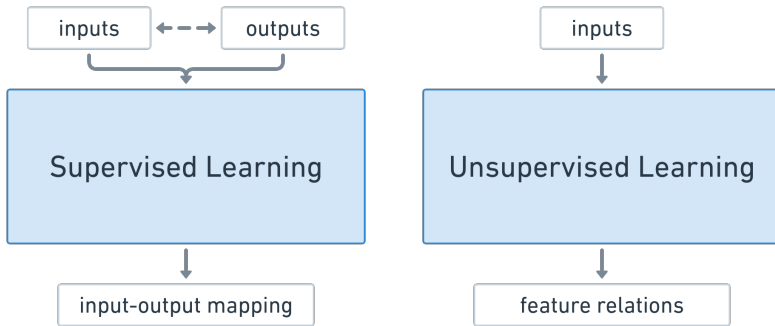 inputs
outputs
inputs
Supervised Learning
Unsupervised Learning
input-output mapping
feature relations